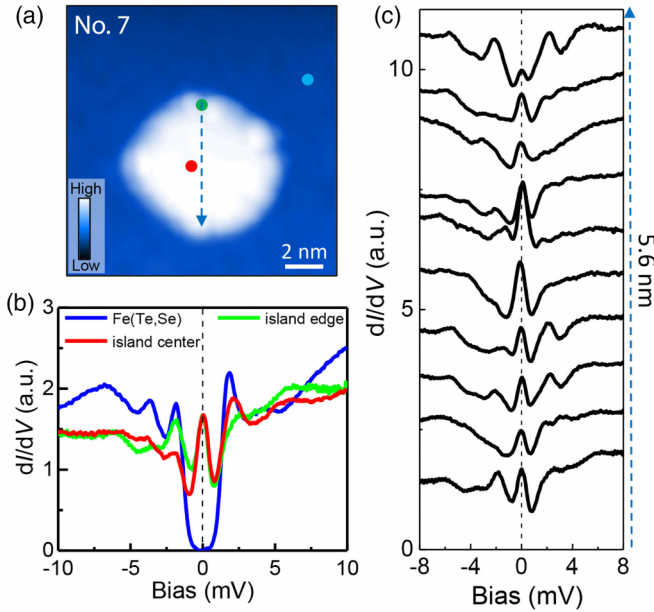 (a)
No. 7
High
Low
2 nm
(b)
dI/dV (a.u.)
3
2
1
0
Fe(Te,Se)
island edge
island center
-10
-5
0
5
10
Bias (mV)
(c)
dI/dV (a.u.)
10
5
0
-8
-4
0
4
8
Bias (mV)
5.6 nm